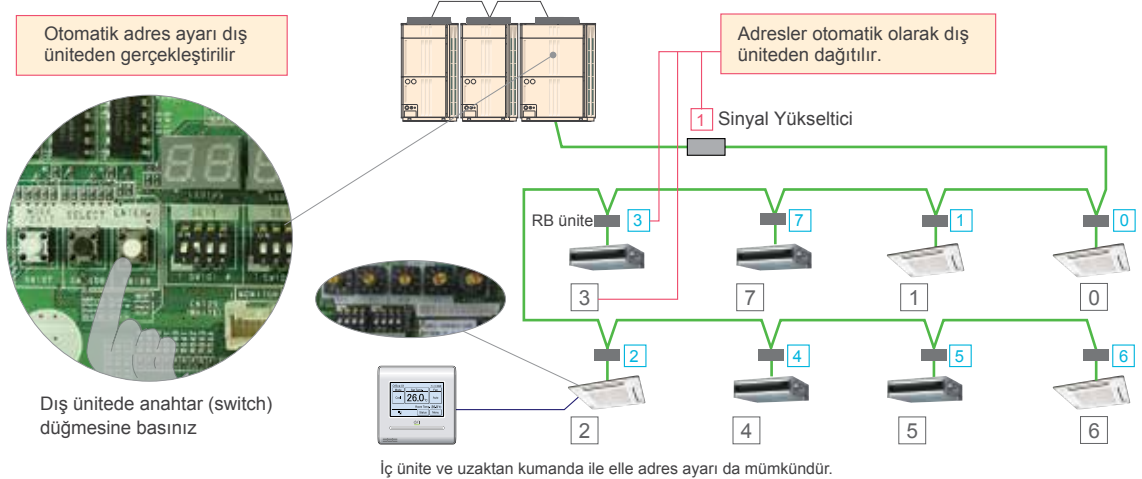 Otomatik adres ayarı dış
üniteden gerçekleştirilir
Adresler otomatik olarak dış
üniteden dağıtılır.
1 Sinyal Yükseltici
RB ünite 3 7 1 0
3 7 1 0
2 4 5 6
2 4 5 6
SELECT ENTER
26.0
Dış ünitede anahtar (switch)
düğmesine basınız
İç ünite ve uzaktan kumanda ile elle adres ayarı da mümkündür.